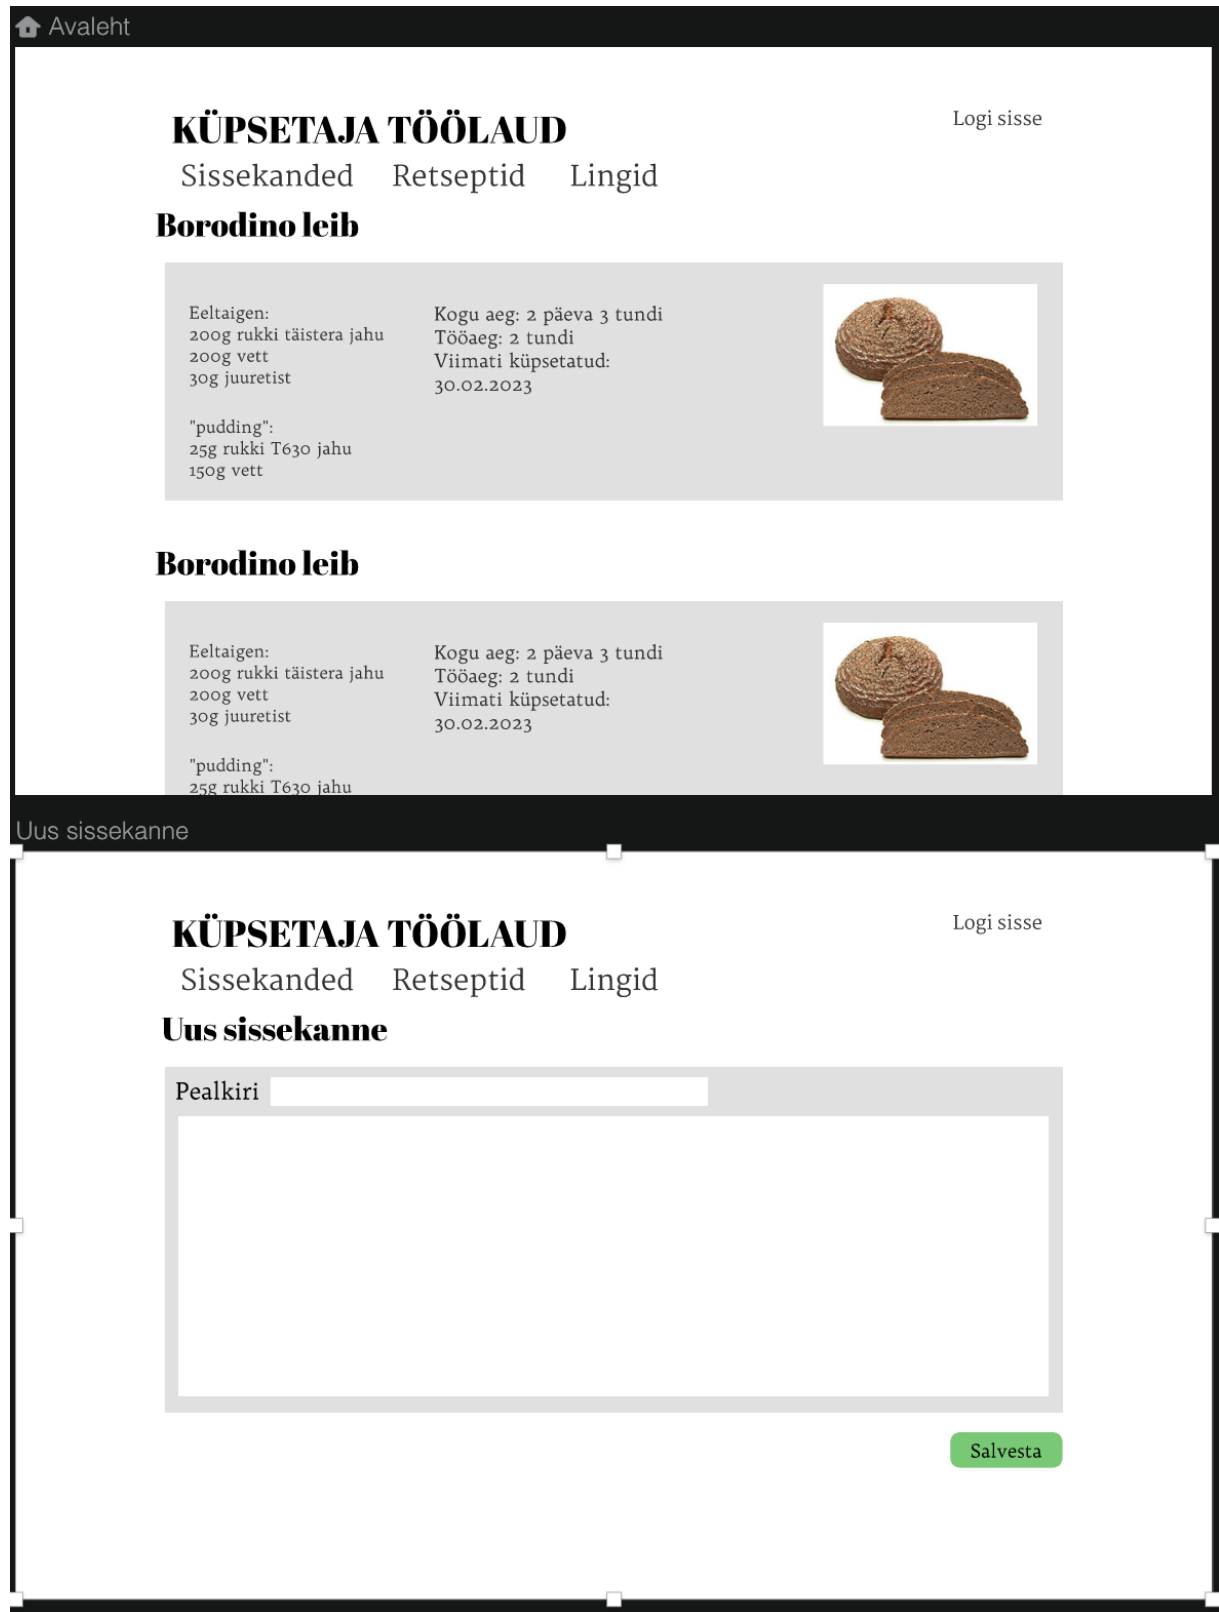 Avaleht
KÜPSETAJA TÖÖLAUD
Logi sisse
Sissekanded Retseptid Lingid
Borodino leib
Eeltaigen:
200g rukki täistera jahu
200g vett
30g juuretist
"pudding":
25g rukki T630 jahu
150g vett
Kogu aeg: 2 päeva 3 tundi
Tööaeg: 2 tundi
Viimati küpsetatud:
30.02.2023
Borodino leib
Eeltaigen:
200g rukki täistera jahu
200g vett
30g juuretist
"pudding":
25g rukki T630 jahu
Kogu aeg: 2 päeva 3 tundi
Tööaeg: 2 tundi
Viimati küpsetatud:
30.02.2023
Uus sissekanne
KÜPSETAJA TÖÖLAUD
Logi sisse
Sissekanded Retseptid Lingid
Uus sissekanne
Pealkiri
Salvesta